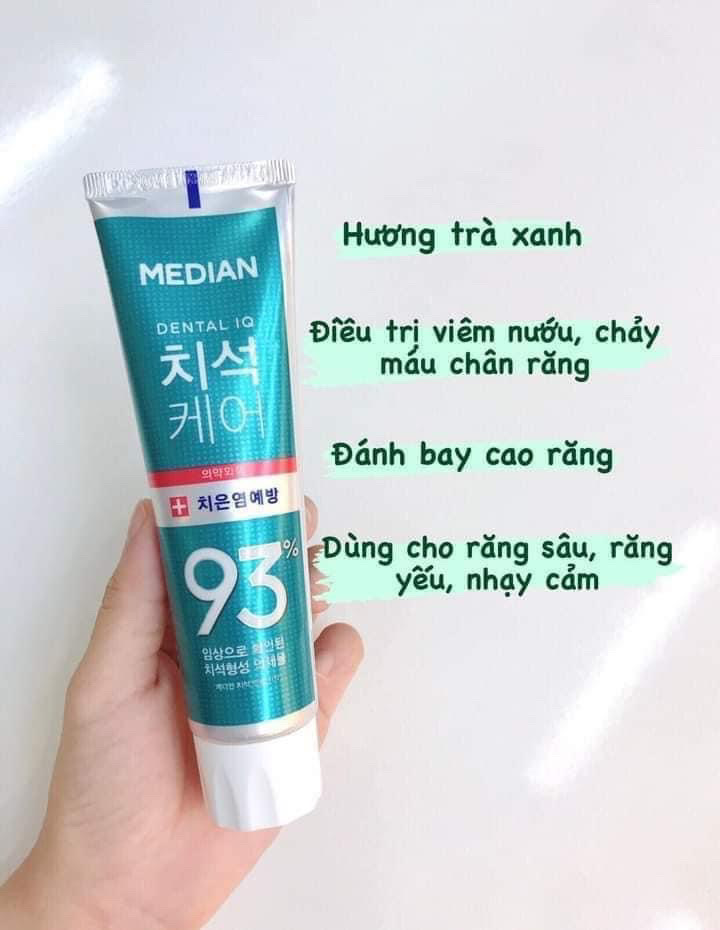 MEDIAN
DENTAL IQ
치석
케어
의약외품
치은염예방
93%
임상으로 확인된
치석형성 억제율
Hương trà xanh
Điều trị viêm nướu, chảy
máu chân răng
Đánh bay cao răng
Dùng cho răng sâu, răng
yếu, nhạy cảm